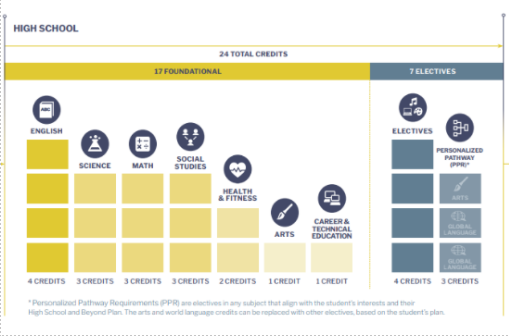 HIGH SCHOOL
24 TOTAL CREDITS
17 FOUNDATIONAL
7 ELECTIVES
ABC
ENGLISH
SCIENCE
MATH
SOCIAL
STUDIES
HEALTH
& FITNESS
ARTS
CAREER &
TECHNICAL
EDUCATION
ELECTIVES
PERSONALIZED
PATHWAY
(PPR)*
ARTS
GLOBAL
LANGUAGE
GLOBAL
LANGUAGE
4 CREDITS
3 CREDITS
3 CREDITS
3 CREDITS
2 CREDITS
1 CREDIT
1 CREDIT
4 CREDITS
3 CREDITS
* Personalized Pathway Requirements (PPR) are electives in any subject that align with the student's interests and their
High School and Beyond Plan. The arts and world language credits can be replaced with other electives, based on the student's plan.